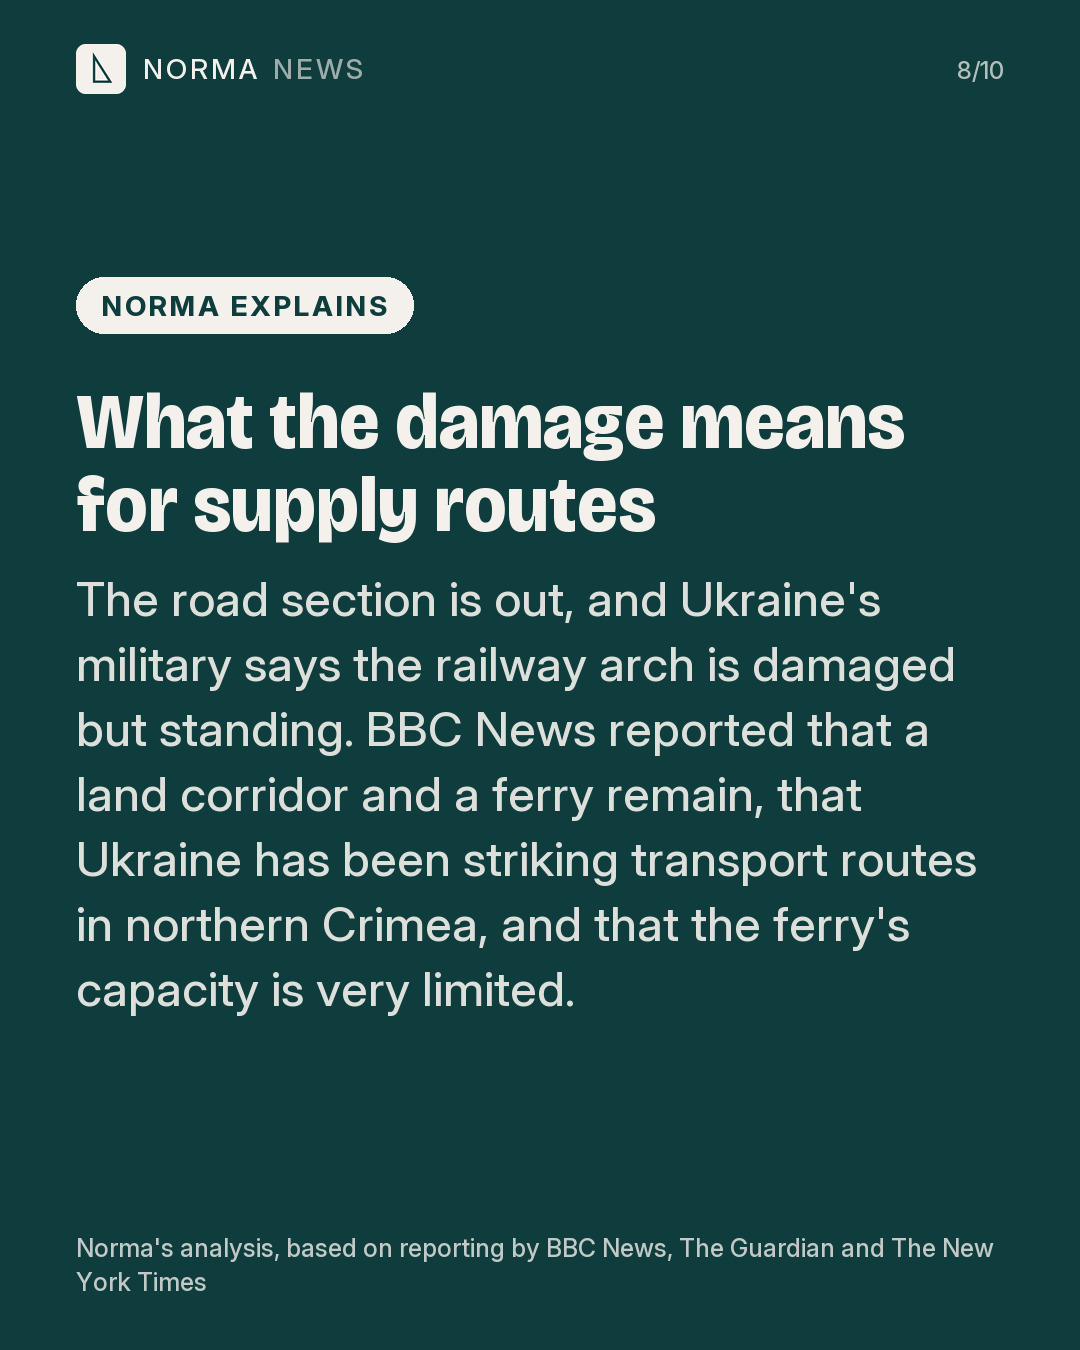 NORMA NEWS
8/10
NORMA EXPLAINS
What the damage means
for supply routes
The road section is out, and Ukraine's
military says the railway arch is damaged
but standing. BBC News reported that a
land corridor and a ferry remain, that
Ukraine has been striking transport routes
in northern Crimea, and that the ferry's
capacity is very limited.
Norma's analysis, based on reporting by BBC News, The Guardian and The New
York Times